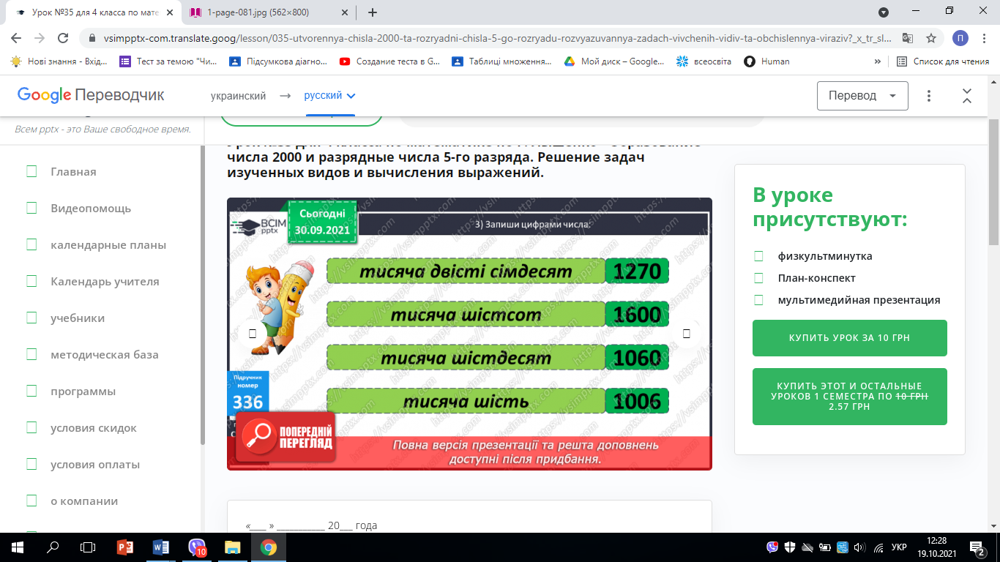 Урок №35 для 4 класса по мате
1-page-081.jpg (562×800)
vsimpptx-com.translate.goog/lesson/035-utvorennya-chisla-2000-ta-rozryadni-chisla-5-go-rozryadu-rozvyazuvannya-zadach-vivchenih-vidiv-ta-obchislennya-viraziv?_x_tr_sl...
П
Нові знання – Вхід...
Тест за темою "Чи...
Підсумкова діагно...
Создание теста в G...
Таблиці множення...
Мой диск – Google...
всеосвіта
Human
»
Список для чтения
Google Переводчик
украинский → русский
Перевод
Всем pptx - это Ваше свободное время.
Главная
Видеопомощь
календарные планы
Календарь учителя
учебники
методическая база
программы
условия скидок
условия оплаты
о компании
числа 2000 и разрядные числа 5-го разряда. Решение задач
изученных видов и вычисления выражений.
ВСІМ
pptx
Сьогодні
30.09.2021
3) Запиши цифрами числа:
тисяча двісті сімдесят 1270
тисяча шістсот 1600
тисяча шістдесят 1060
тисяча шість 1006
Підручник
номер
336
ПОПЕРЕДНІЙ
ПЕРЕГЛЯД
Повна версія презентації та решта доповнень
доступні після придбання.
https://vsimpptx.com
«____ » ___________ 20___ года
В уроке
присутствуют:
физкультминутка
План-конспект
мультимедийная презентация
КУПИТЬ УРОК ЗА 10 ГРН
КУПИТЬ ЭТОТ И ОСТАЛЬНЫЕ
УРОКОВ 1 СЕМЕСТРА ПО 10 ГРН
2.57 ГРН
10
УКР
12:28
19.10.2021
2